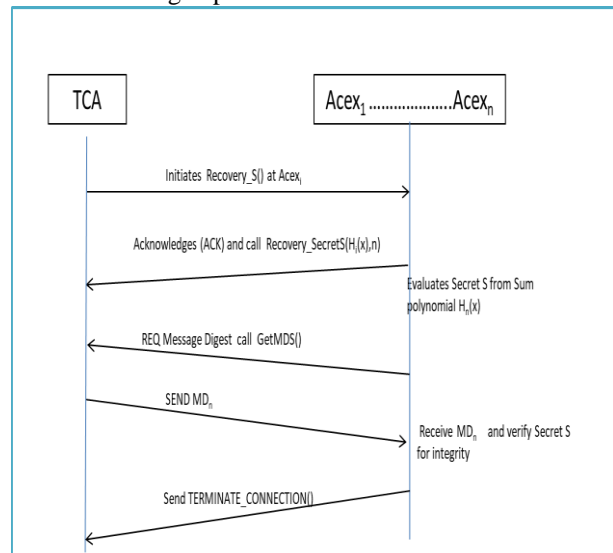 TCA
Acex1 ...................Acexn
Initiates Recovery_S() at Acexi
Acknowledges (ACK) and call Recovery_SecretS(Hi(x),n)
Evaluates Secret S from Sum
polynomial Hn(x)
REQ Message Digest call GetMDS()
SEND MDn
Receive MDn and verify Secret S
for integrity
Send TERMINATE_CONNECTION()